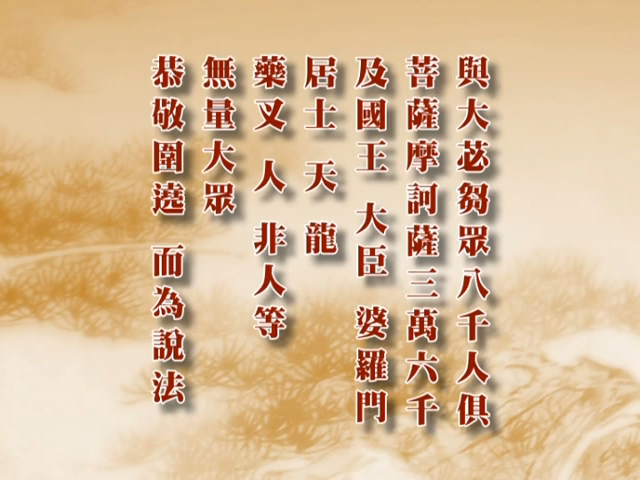 與大苾芻眾八千人俱
菩薩摩訶薩三萬六千
及國王 大臣 婆羅門
居士 天 龍
藥叉 人 非人等
無量大眾
恭敬圍遶 而為說法